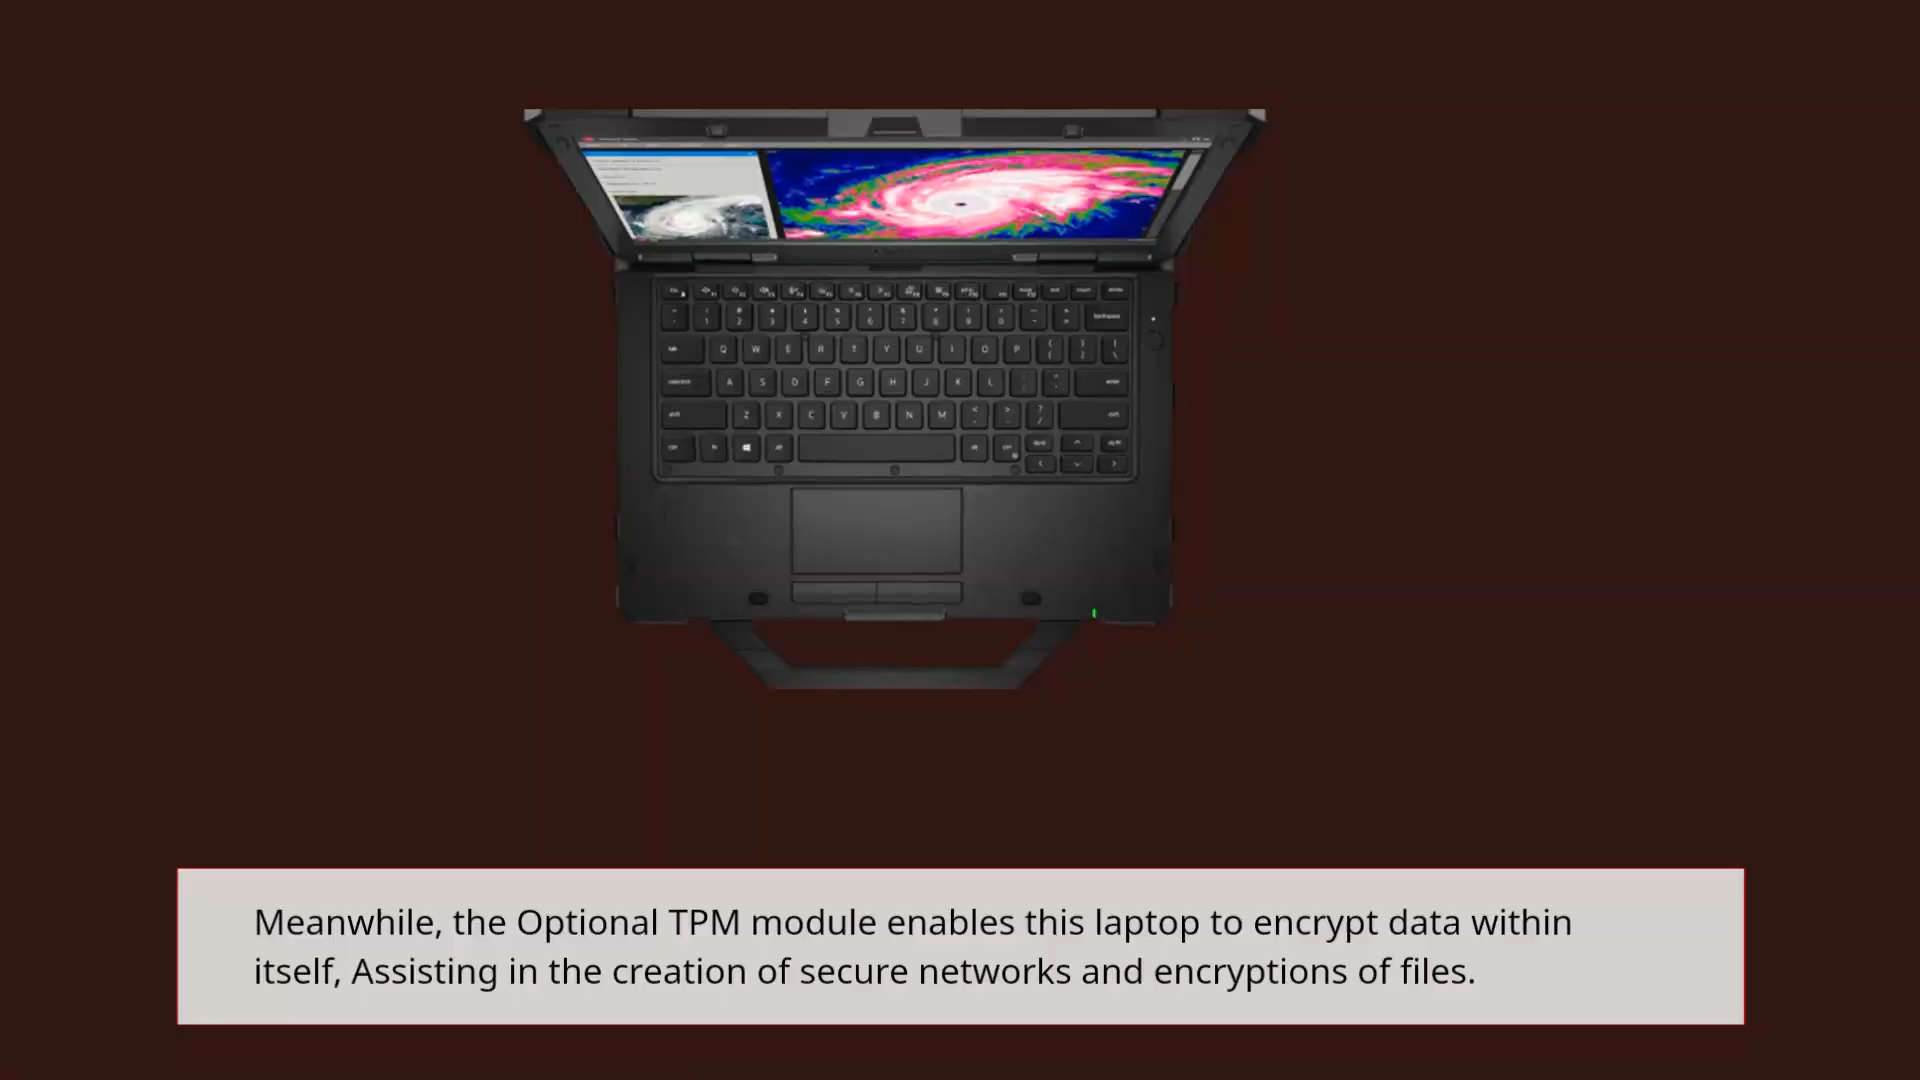 Q W E R T Y U I O P
A S D F G H J K L
Z X C V B N M
Meanwhile, the Optional TPM module enables this laptop to encrypt data within
itself, Assisting in the creation of secure networks and encryptions of files.